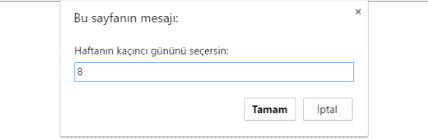 Bu sayfanın mesajı:
Haftanın kaçıncı gününü seçersin:
8
Tamam İptal